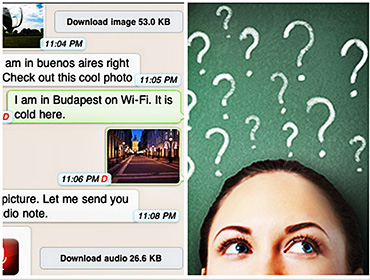 Download image 53.0 KB
11:04 PM
am in buenos aires right
Check out this cool photo
11:05 PM
I am in Budapest on Wi-Fi. It is
cold here.
D
11:06 PM D
picture. Let me send you
dio note.
11:08 PM
Download audio 26.6 KB
? ? ? ? ? ? ? ? ? ? ? ?